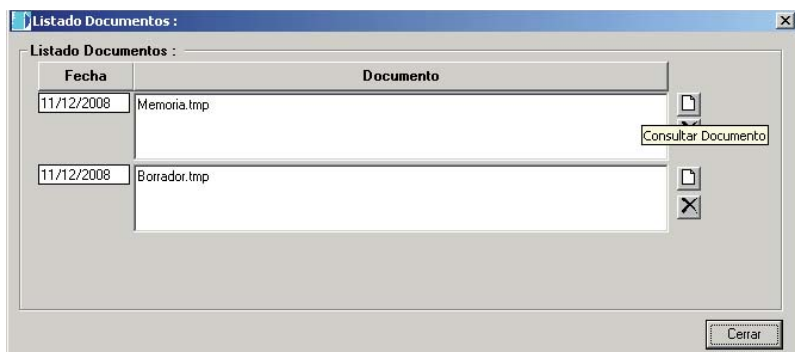 Listado Documentos :
Listado Documentos :
Fecha Documento
11/12/2008 Memoria.tmp
Consultar Documento
11/12/2008 Borrador.tmp
Cerrar